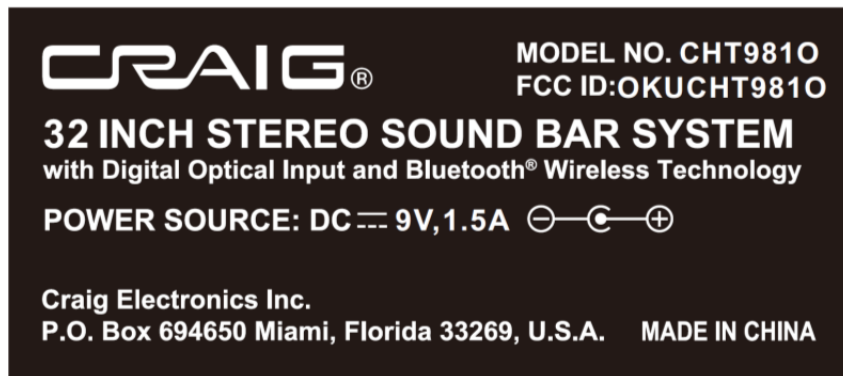 CRAIG®
MODEL NO. CHT981O
FCC ID:OKUCHT981O
32 INCH STEREO SOUND BAR SYSTEM
with Digital Optical Input and Bluetooth® Wireless Technology
POWER SOURCE: DC ⎓ 9V,1.5A
Craig Electronics Inc.
P.O. Box 694650 Miami, Florida 33269, U.S.A. MADE IN CHINA